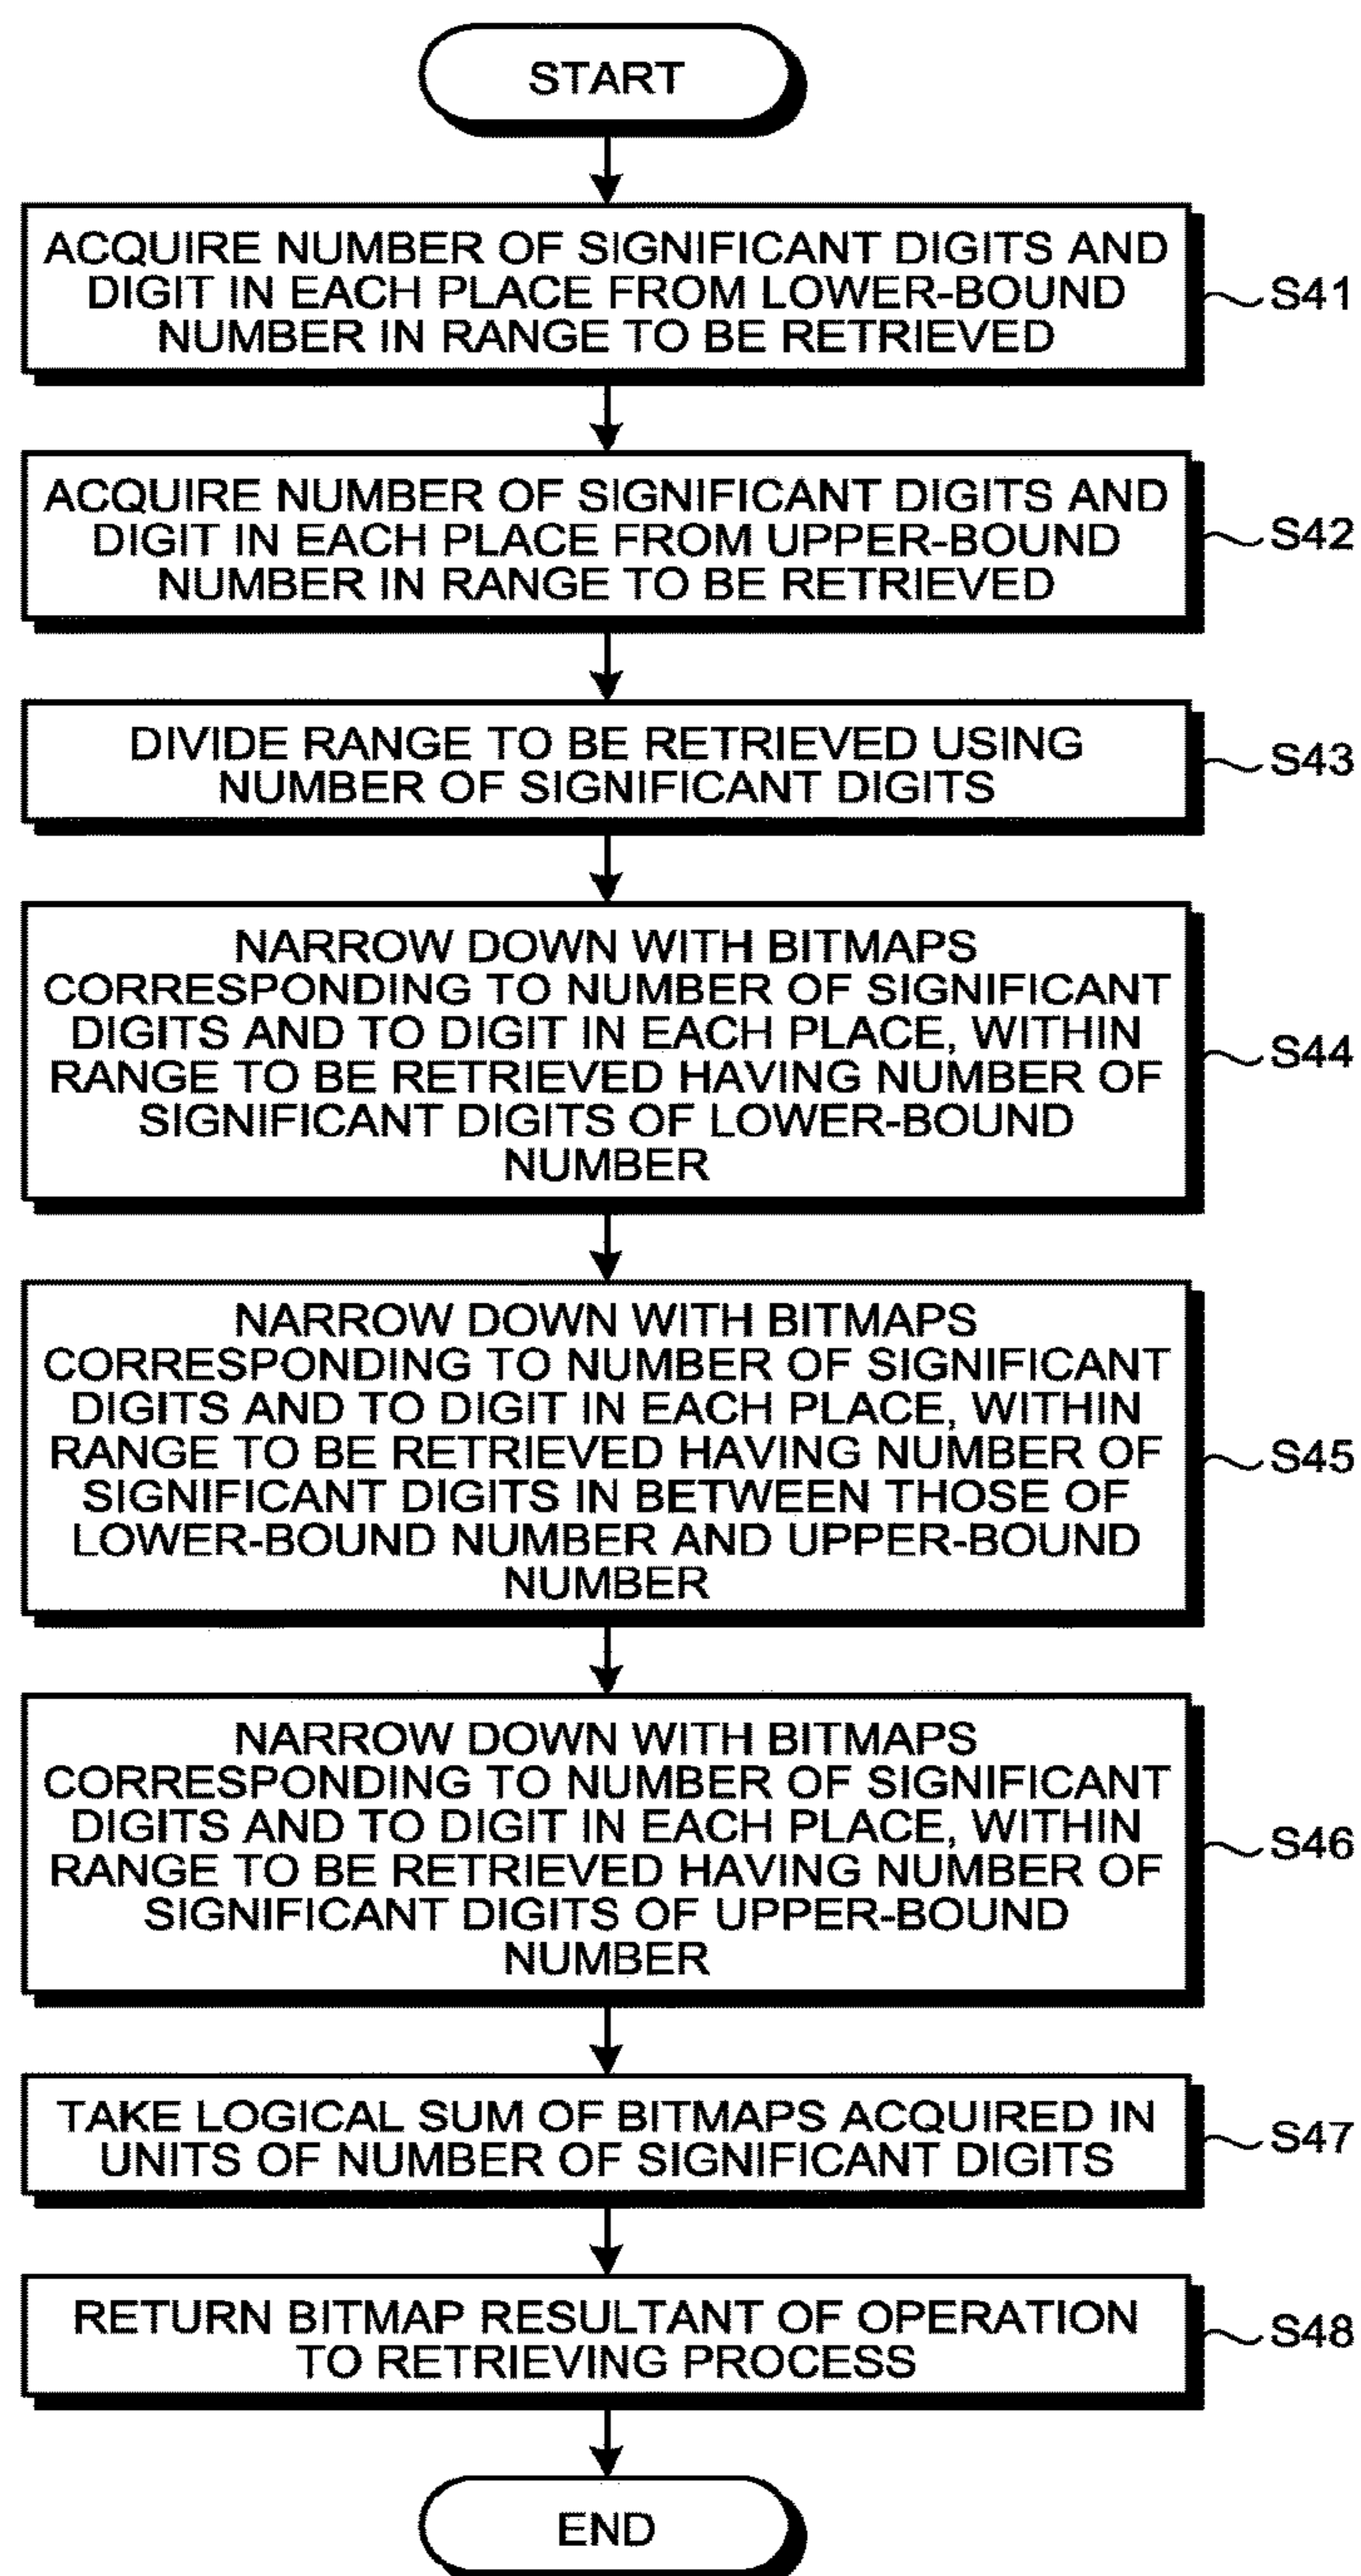 START
ACQUIRE NUMBER OF SIGNIFICANT DIGITS AND
DIGIT IN EACH PLACE FROM LOWER-BOUND
NUMBER IN RANGE TO BE RETRIEVED
S41
ACQUIRE NUMBER OF SIGNIFICANT DIGITS AND
DIGIT IN EACH PLACE FROM UPPER-BOUND
NUMBER IN RANGE TO BE RETRIEVED
S42
DIVIDE RANGE TO BE RETRIEVED USING
NUMBER OF SIGNIFICANT DIGITS
S43
NARROW DOWN WITH BITMAPS
CORRESPONDING TO NUMBER OF SIGNIFICANT
DIGITS AND TO DIGIT IN EACH PLACE, WITHIN
RANGE TO BE RETRIEVED HAVING NUMBER OF
SIGNIFICANT DIGITS OF LOWER-BOUND
NUMBER
S44
NARROW DOWN WITH BITMAPS
CORRESPONDING TO NUMBER OF SIGNIFICANT
DIGITS AND TO DIGIT IN EACH PLACE, WITHIN
RANGE TO BE RETRIEVED HAVING NUMBER OF
SIGNIFICANT DIGITS IN BETWEEN THOSE OF
LOWER-BOUND NUMBER AND UPPER-BOUND
NUMBER
S45
NARROW DOWN WITH BITMAPS
CORRESPONDING TO NUMBER OF SIGNIFICANT
DIGITS AND TO DIGIT IN EACH PLACE, WITHIN
RANGE TO BE RETRIEVED HAVING NUMBER OF
SIGNIFICANT DIGITS OF UPPER-BOUND
NUMBER
S46
TAKE LOGICAL SUM OF BITMAPS ACQUIRED IN
UNITS OF NUMBER OF SIGNIFICANT DIGITS
S47
RETURN BITMAP RESULTANT OF OPERATION
TO RETRIEVING PROCESS
S48
END